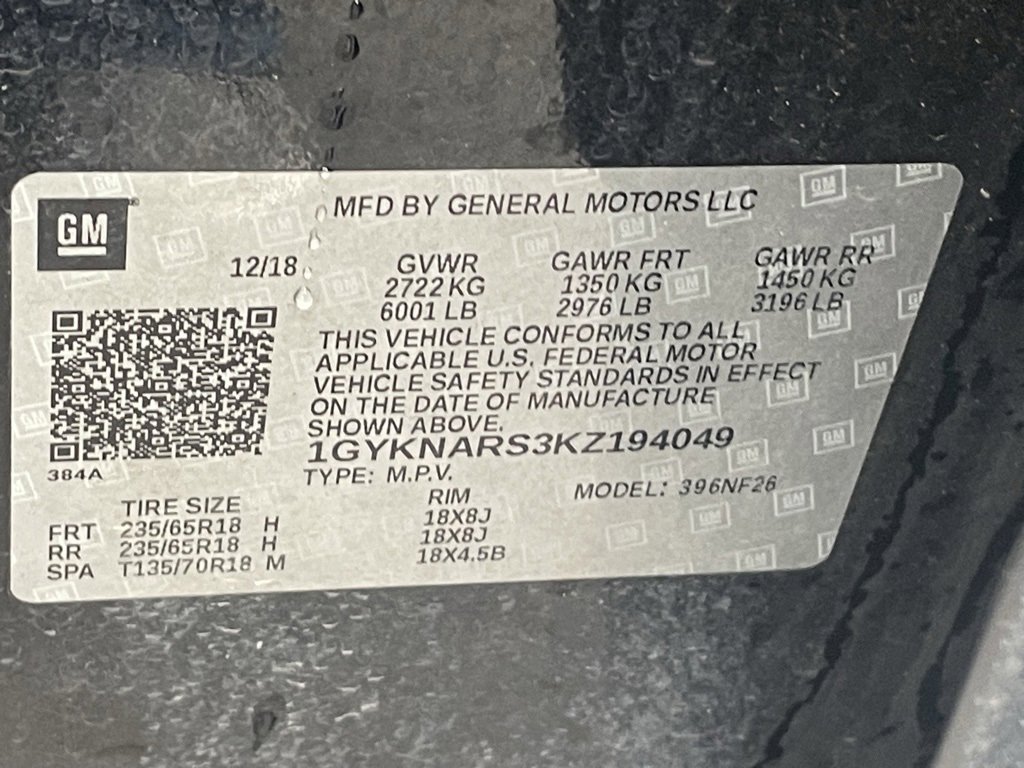 GM
MFD BY GENERAL MOTORS LLC
12/18 GVWR GAWR FRT GAWR RR
2722 KG 1350 KG 1450 KG
6001 LB 2976 LB 3196 LB
THIS VEHICLE CONFORMS TO ALL
APPLICABLE U.S. FEDERAL MOTOR
VEHICLE SAFETY STANDARDS IN EFFECT
ON THE DATE OF MANUFACTURE
SHOWN ABOVE.
1GYKNARS3KZ194049
384A
TYPE: M.P.V. MODEL: 396NF26
TIRE SIZE RIM
FRT 235/65R18 H 18X8J
RR 235/65R18 H 18X8J
SPA T135/70R18 M 18X4.5B